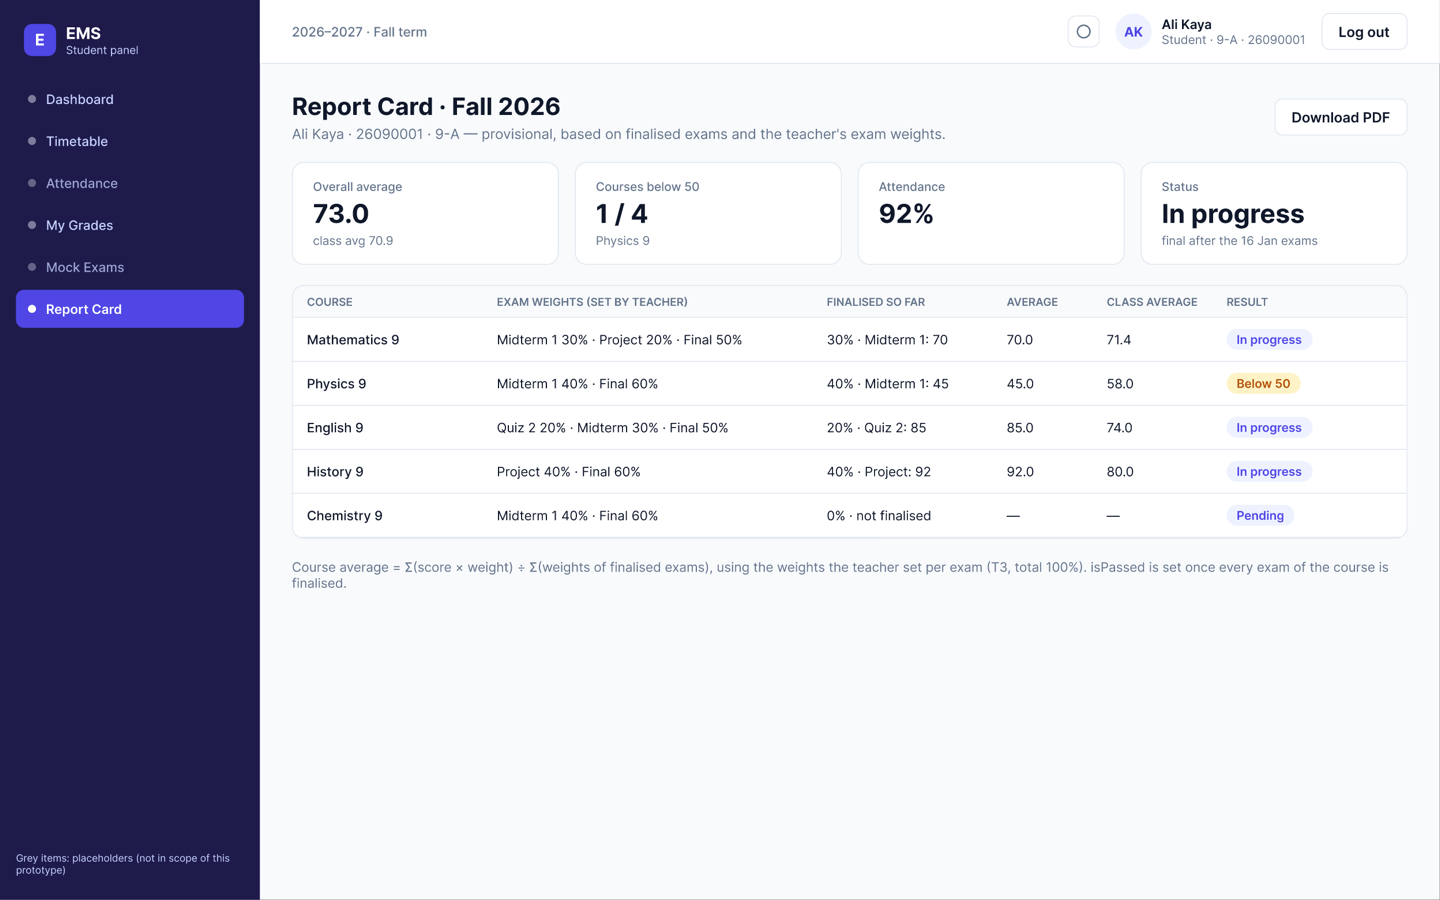 E
EMS
Student panel
Dashboard
Timetable
Attendance
My Grades
Mock Exams
Report Card
Grey items: placeholders (not in scope of this
prototype)
2026–2027 · Fall term
AK
Ali Kaya
Student · 9-A · 26090001
Log out
Report Card · Fall 2026
Ali Kaya · 26090001 · 9-A — provisional, based on finalised exams and the teacher's exam weights.
Download PDF
Overall average
73.0
class avg 70.9
Courses below 50
1 / 4
Physics 9
Attendance
92%
Status
In progress
final after the 16 Jan exams
COURSE EXAM WEIGHTS (SET BY TEACHER) FINALISED SO FAR AVERAGE CLASS AVERAGE RESULT
Mathematics 9 Midterm 1 30% · Project 20% · Final 50% 30% · Midterm 1: 70 70.0 71.4 In progress
Physics 9 Midterm 1 40% · Final 60% 40% · Midterm 1: 45 45.0 58.0 Below 50
English 9 Quiz 2 20% · Midterm 30% · Final 50% 20% · Quiz 2: 85 85.0 74.0 In progress
History 9 Project 40% · Final 60% 40% · Project: 92 92.0 80.0 In progress
Chemistry 9 Midterm 1 40% · Final 60% 0% · not finalised — — Pending
Course average = Σ(score × weight) ÷ Σ(weights of finalised exams), using the weights the teacher set per exam (T3, total 100%). isPassed is set once every exam of the course is
finalised.